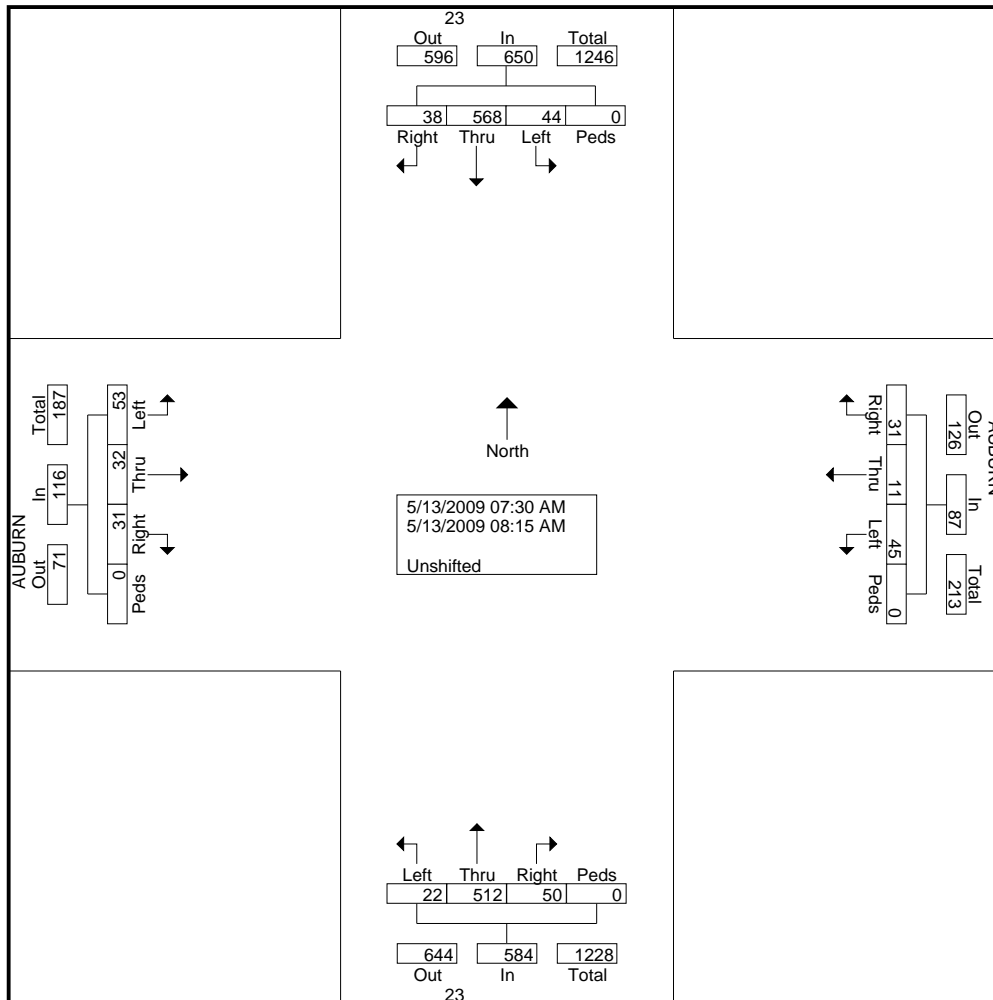 23
Out In Total
596 650 1246
38 568 44 0
Right Thru Left Peds
AUBURN
Total In Out
187 116 71
53 32 31 0
Left Thru Right Peds
North
5/13/2009 07:30 AM
5/13/2009 08:15 AM
Unshifted
Right Thru Left Peds
31 11 45 0
Out In Total
126 87 213
AUBURN
Left Thru Right Peds
22 512 50 0
644 584 1228
Out In Total
23